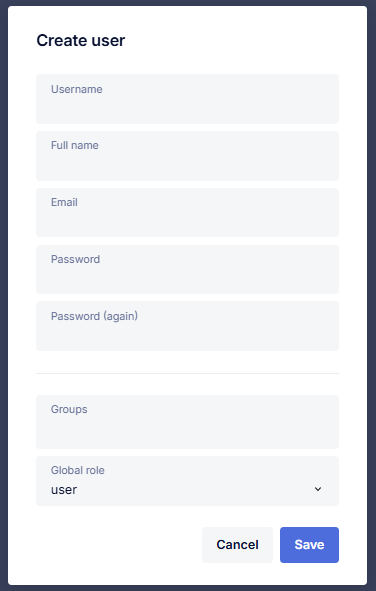 Create user
Username
Full name
Email
Password
Password (again)
Groups
Global role
user
Cancel
Save